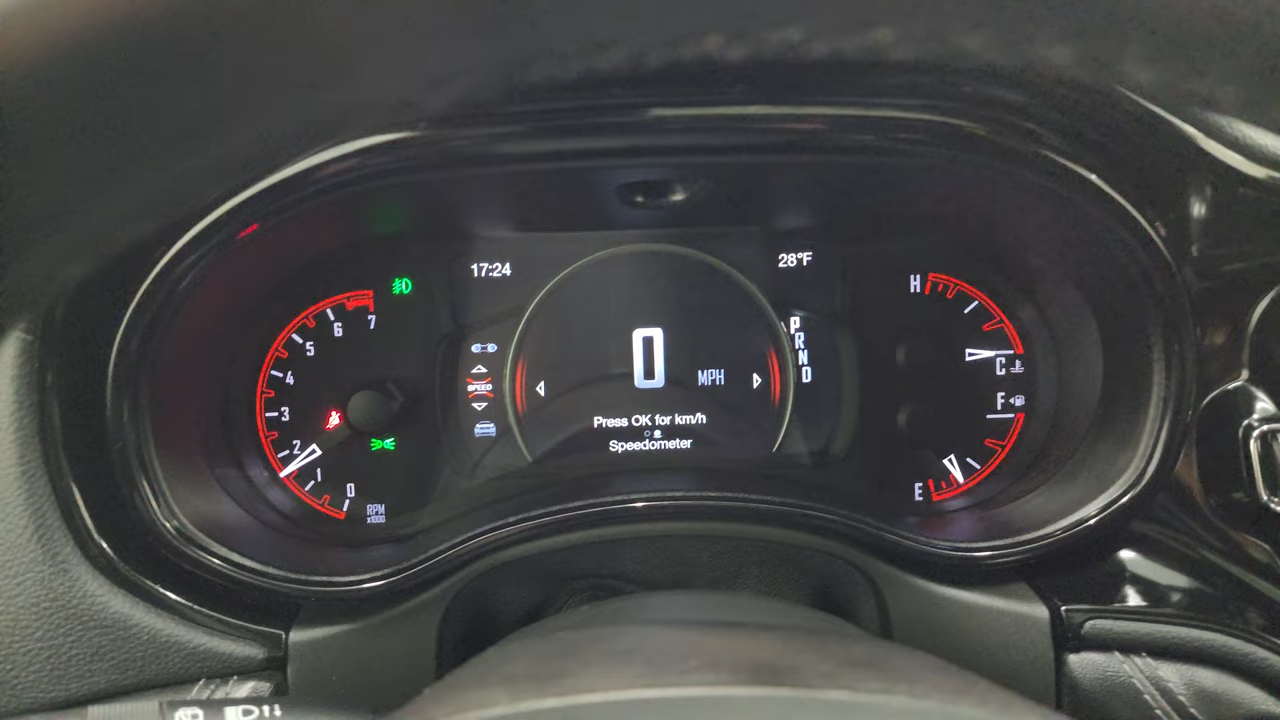 17:24
28°F
7
6
5
4
3
2
1
0
RPM
x1000
SPEED
0
MPH
Press OK for km/h
Speedometer
P
R
N
D
H
C
F
E